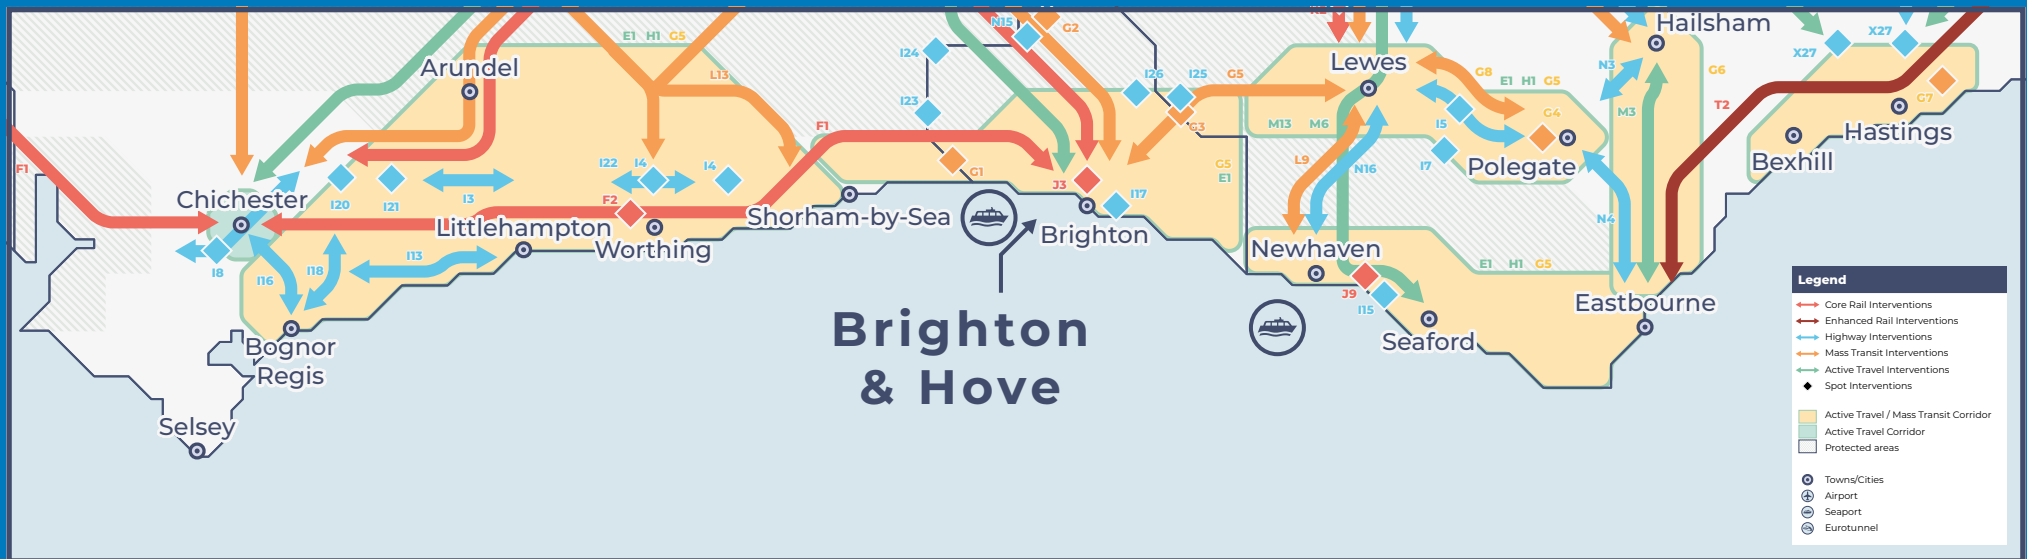 N15
G2
E1 H1 G5
Hailsham
X27
X27
I24
Arundel
L13
Lewes
I26
I25
G5
G8
E1 H1 G5
N3
G6
G7
I23
G3
M13 M6
I5
G4
M3
T2
Hastings
F1
F1
I22
I4
I4
G1
I7
Polegate
Bexhill
L9
N16
G5
E1
Chichester
I20
I21
I3
F2
J3
I17
Shorham-by-Sea
Brighton
N4
Littlehampton
Worthing
Newhaven
E1 H1 G5
I8
I16
I18
I13
J9
I15
Eastbourne
Seaford
Bognor
Regis
Selsey
Brighton
& Hove
Legend
Core Rail Interventions
Enhanced Rail Interventions
Highway Interventions
Mass Transit Interventions
Active Travel Interventions
Spot Interventions
Active Travel / Mass Transit Corridor
Active Travel Corridor
Protected areas
Towns/Cities
Airport
Seaport
Eurotunnel